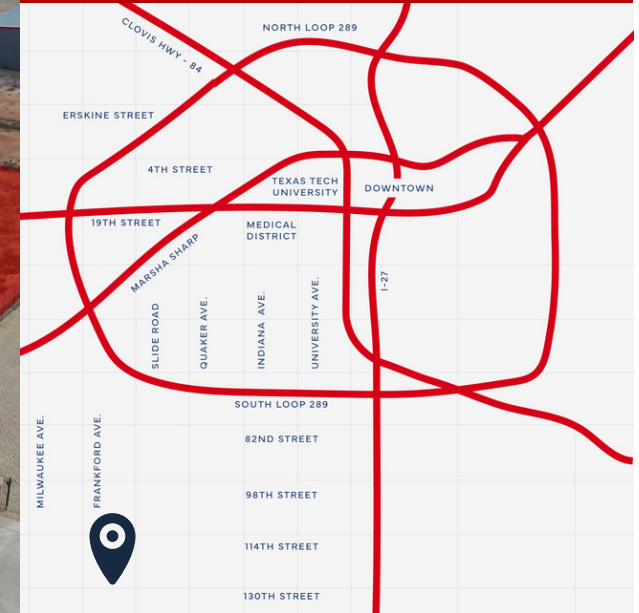 NORTH LOOP 289
CLOVIS HWY - 84
ERSKINE STREET
4TH STREET
TEXAS TECH
UNIVERSITY
DOWNTOWN
19TH STREET
MEDICAL
DISTRICT
MARSHA SHARP
I-27
SLIDE ROAD
QUAKER AVE.
INDIANA AVE.
UNIVERSITY AVE.
SOUTH LOOP 289
MILWAUKEE AVE.
FRANKFORD AVE.
82ND STREET
98TH STREET
114TH STREET
130TH STREET